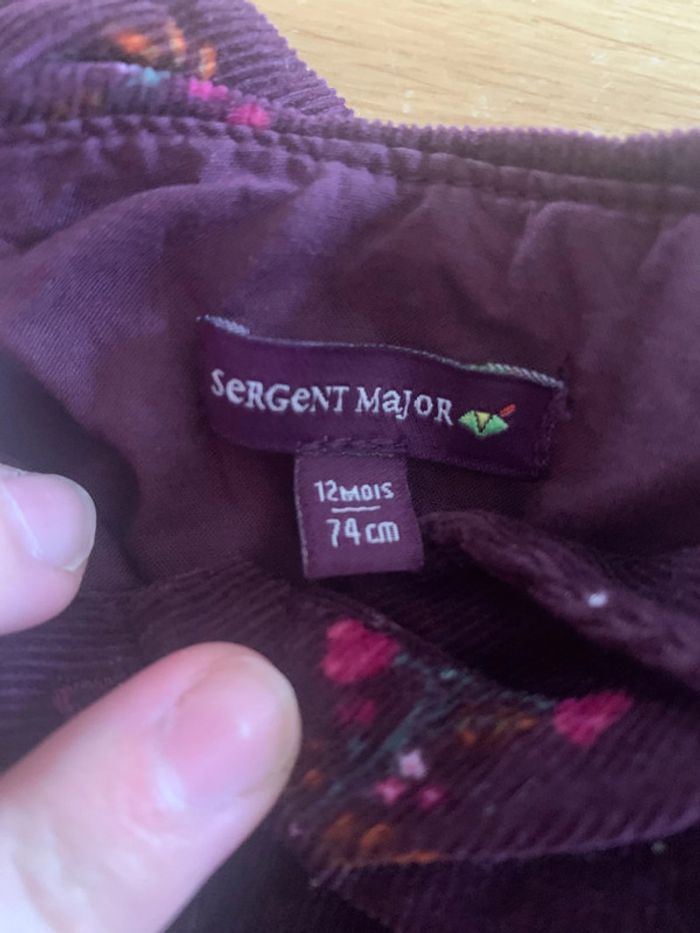 SeRGeNT MaJOR
12MOIS
74cm